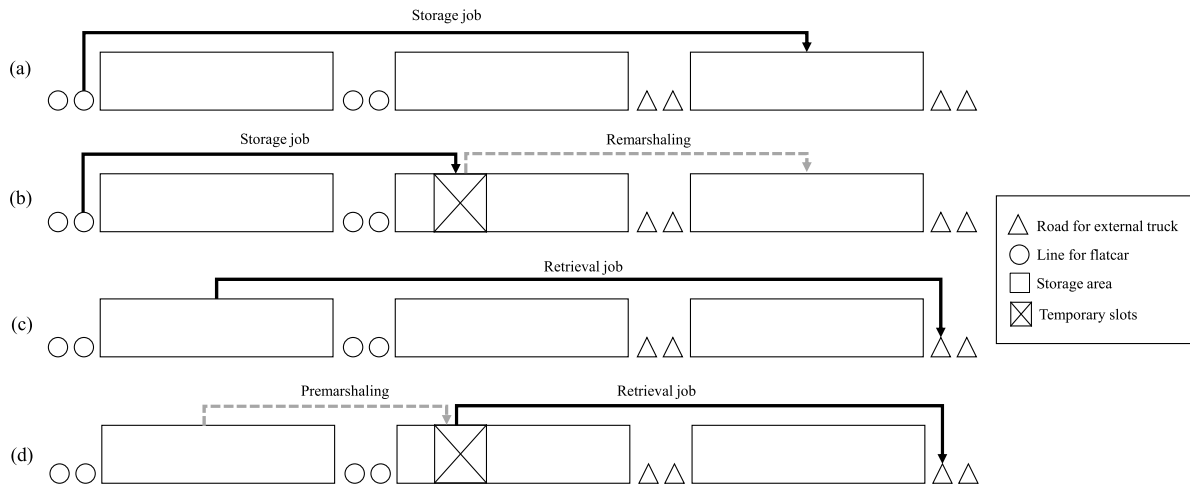 Storage job
(a)
Storage job
Remarshaling
(b)
Retrieval job
(c)
Premarshaling
Retrieval job
(d)
Road for external truck
Line for flatcar
Storage area
Temporary slots